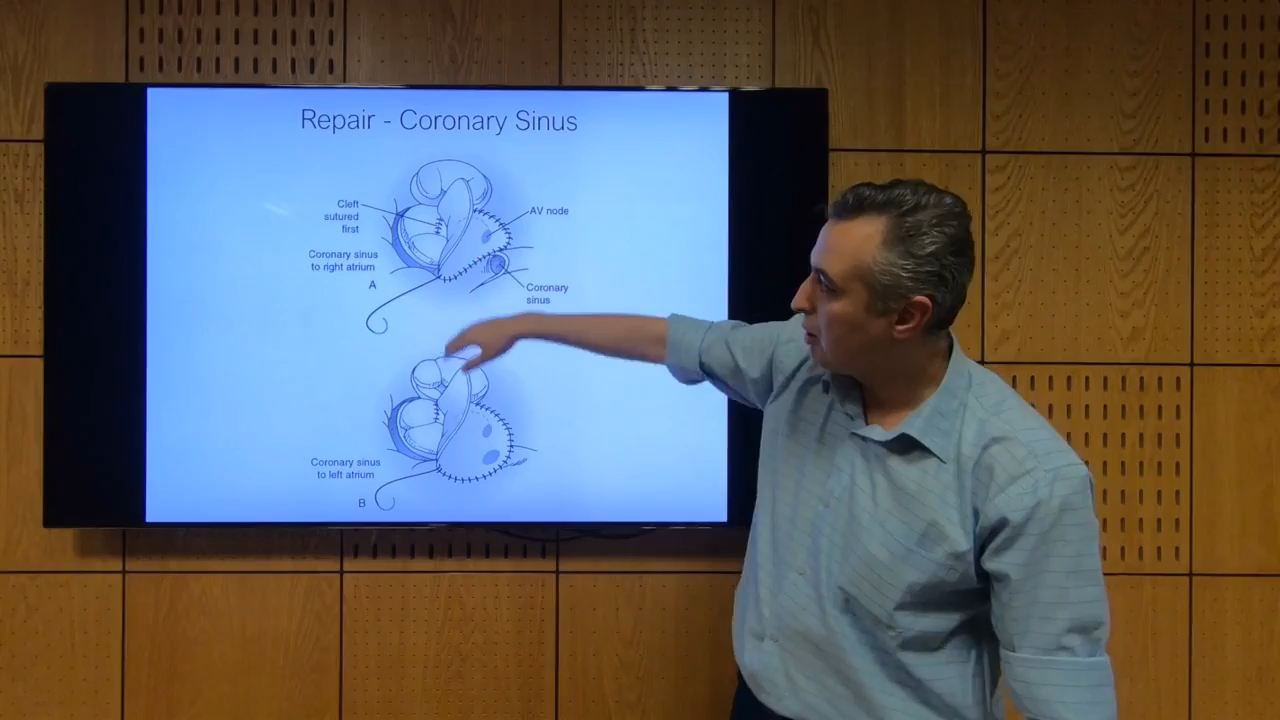 Repair - Coronary Sinus
Cleft
sutured
first
AV node
Coronary sinus
to right atrium
A
Coronary
sinus
Coronary sinus
to left atrium
B